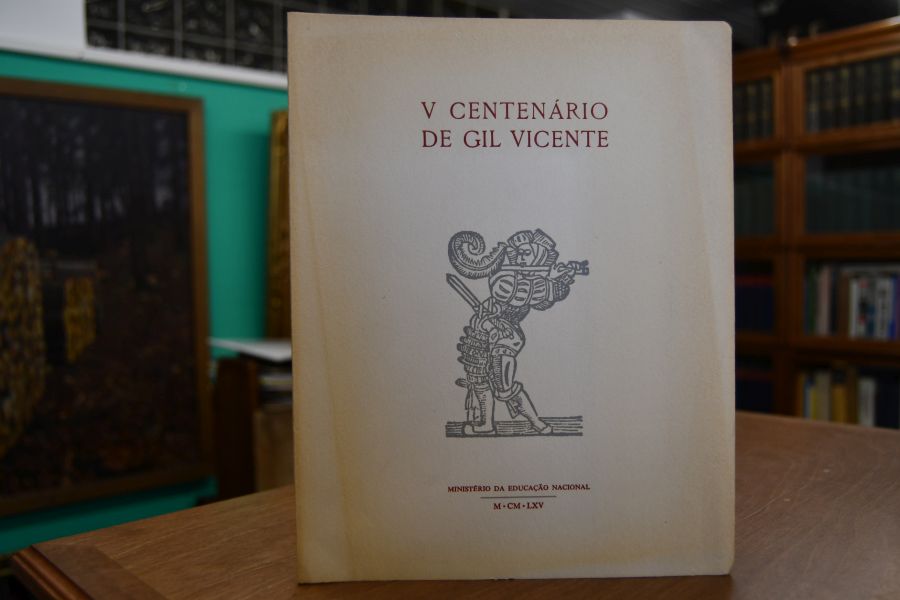 V CENTENÁRIO
DE GIL VICENTE
MINISTÉRIO DA EDUCAÇÃO NACIONAL
M • CM • LXV